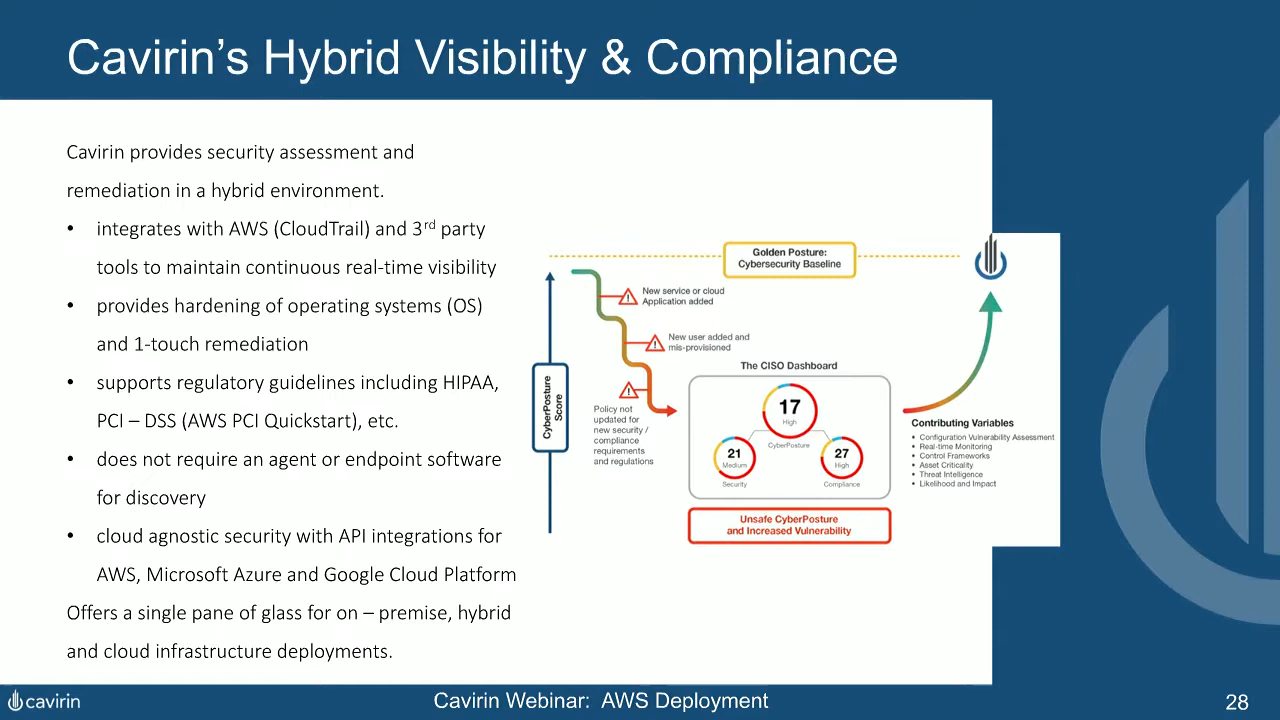 Cavirin’s Hybrid Visibility & Compliance
Cavirin provides security assessment and
remediation in a hybrid environment.
• integrates with AWS (CloudTrail) and 3rd party
tools to maintain continuous real-time visibility
• provides hardening of operating systems (OS)
and 1-touch remediation
• supports regulatory guidelines including HIPAA,
PCI – DSS (AWS PCI Quickstart), etc.
• does not require an agent or endpoint software
for discovery
• cloud agnostic security with API integrations for
AWS, Microsoft Azure and Google Cloud Platform
Offers a single pane of glass for on – premise, hybrid
and cloud infrastructure deployments.
Golden Posture:
Cybersecurity Baseline
New service or cloud
Application added
New user added and
mis-provisioned
Policy not
updated for
new security /
compliance
requirements
and regulations
CyberPosture
Score
The CISO Dashboard
17
High
CyberPosture
21
Medium
Security
27
High
Compliance
Unsafe CyberPosture
and Increased Vulnerability
Contributing Variables
• Configuration Vulnerability Assessment
• Real-time Monitoring
• Control Frameworks
• Asset Criticality
• Threat Intelligence
• Likelihood and Impact
cavirin
Cavirin Webinar: AWS Deployment
28